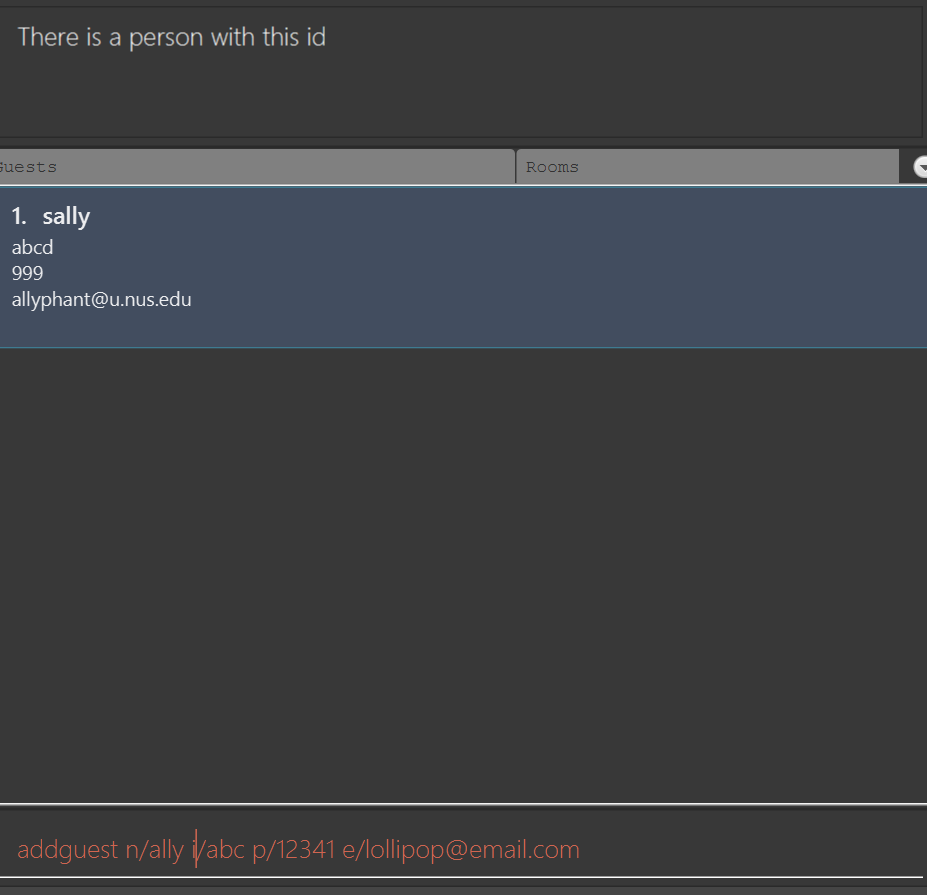 There is a person with this id
Guests
Rooms
1. sally
abcd
999
allyphant@u.nus.edu
addguest n/ally i/abc p/12341 e/lollipop@email.com